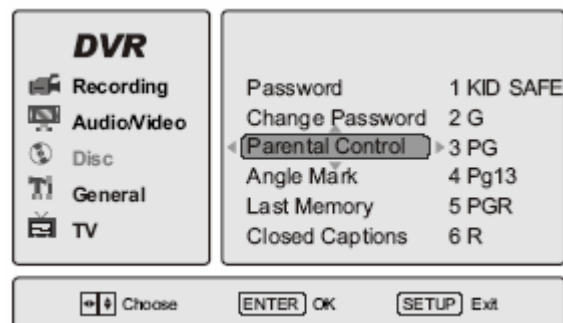 DVR
Recording
Audio/Video
Disc
General
TV
Password 1 KID SAFE
Change Password 2 G
Parental Control 3 PG
Angle Mark 4 Pg13
Last Memory 5 PGR
Closed Captions 6 R
Choose ENTER OK SETUP Exit